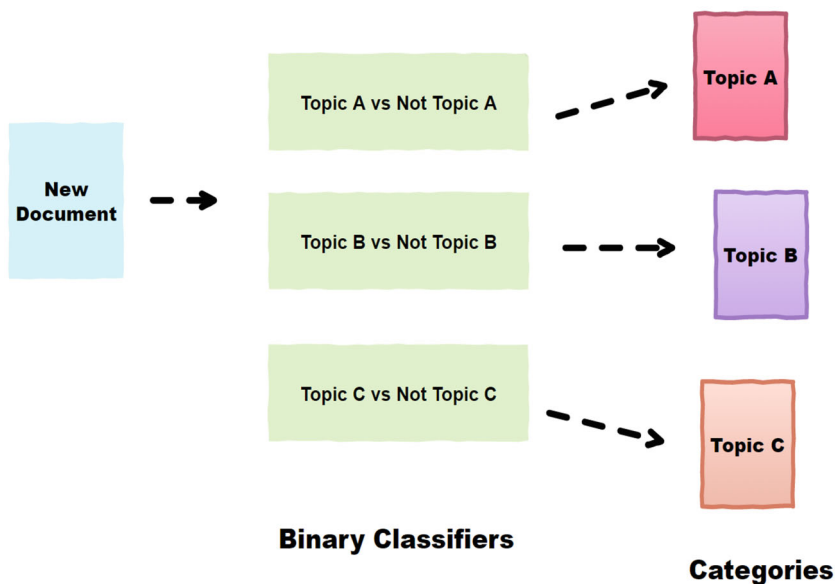 New
Document
Topic A vs Not Topic A
Topic B vs Not Topic B
Topic C vs Not Topic C
Binary Classifiers
Topic A
Topic B
Topic C
Categories